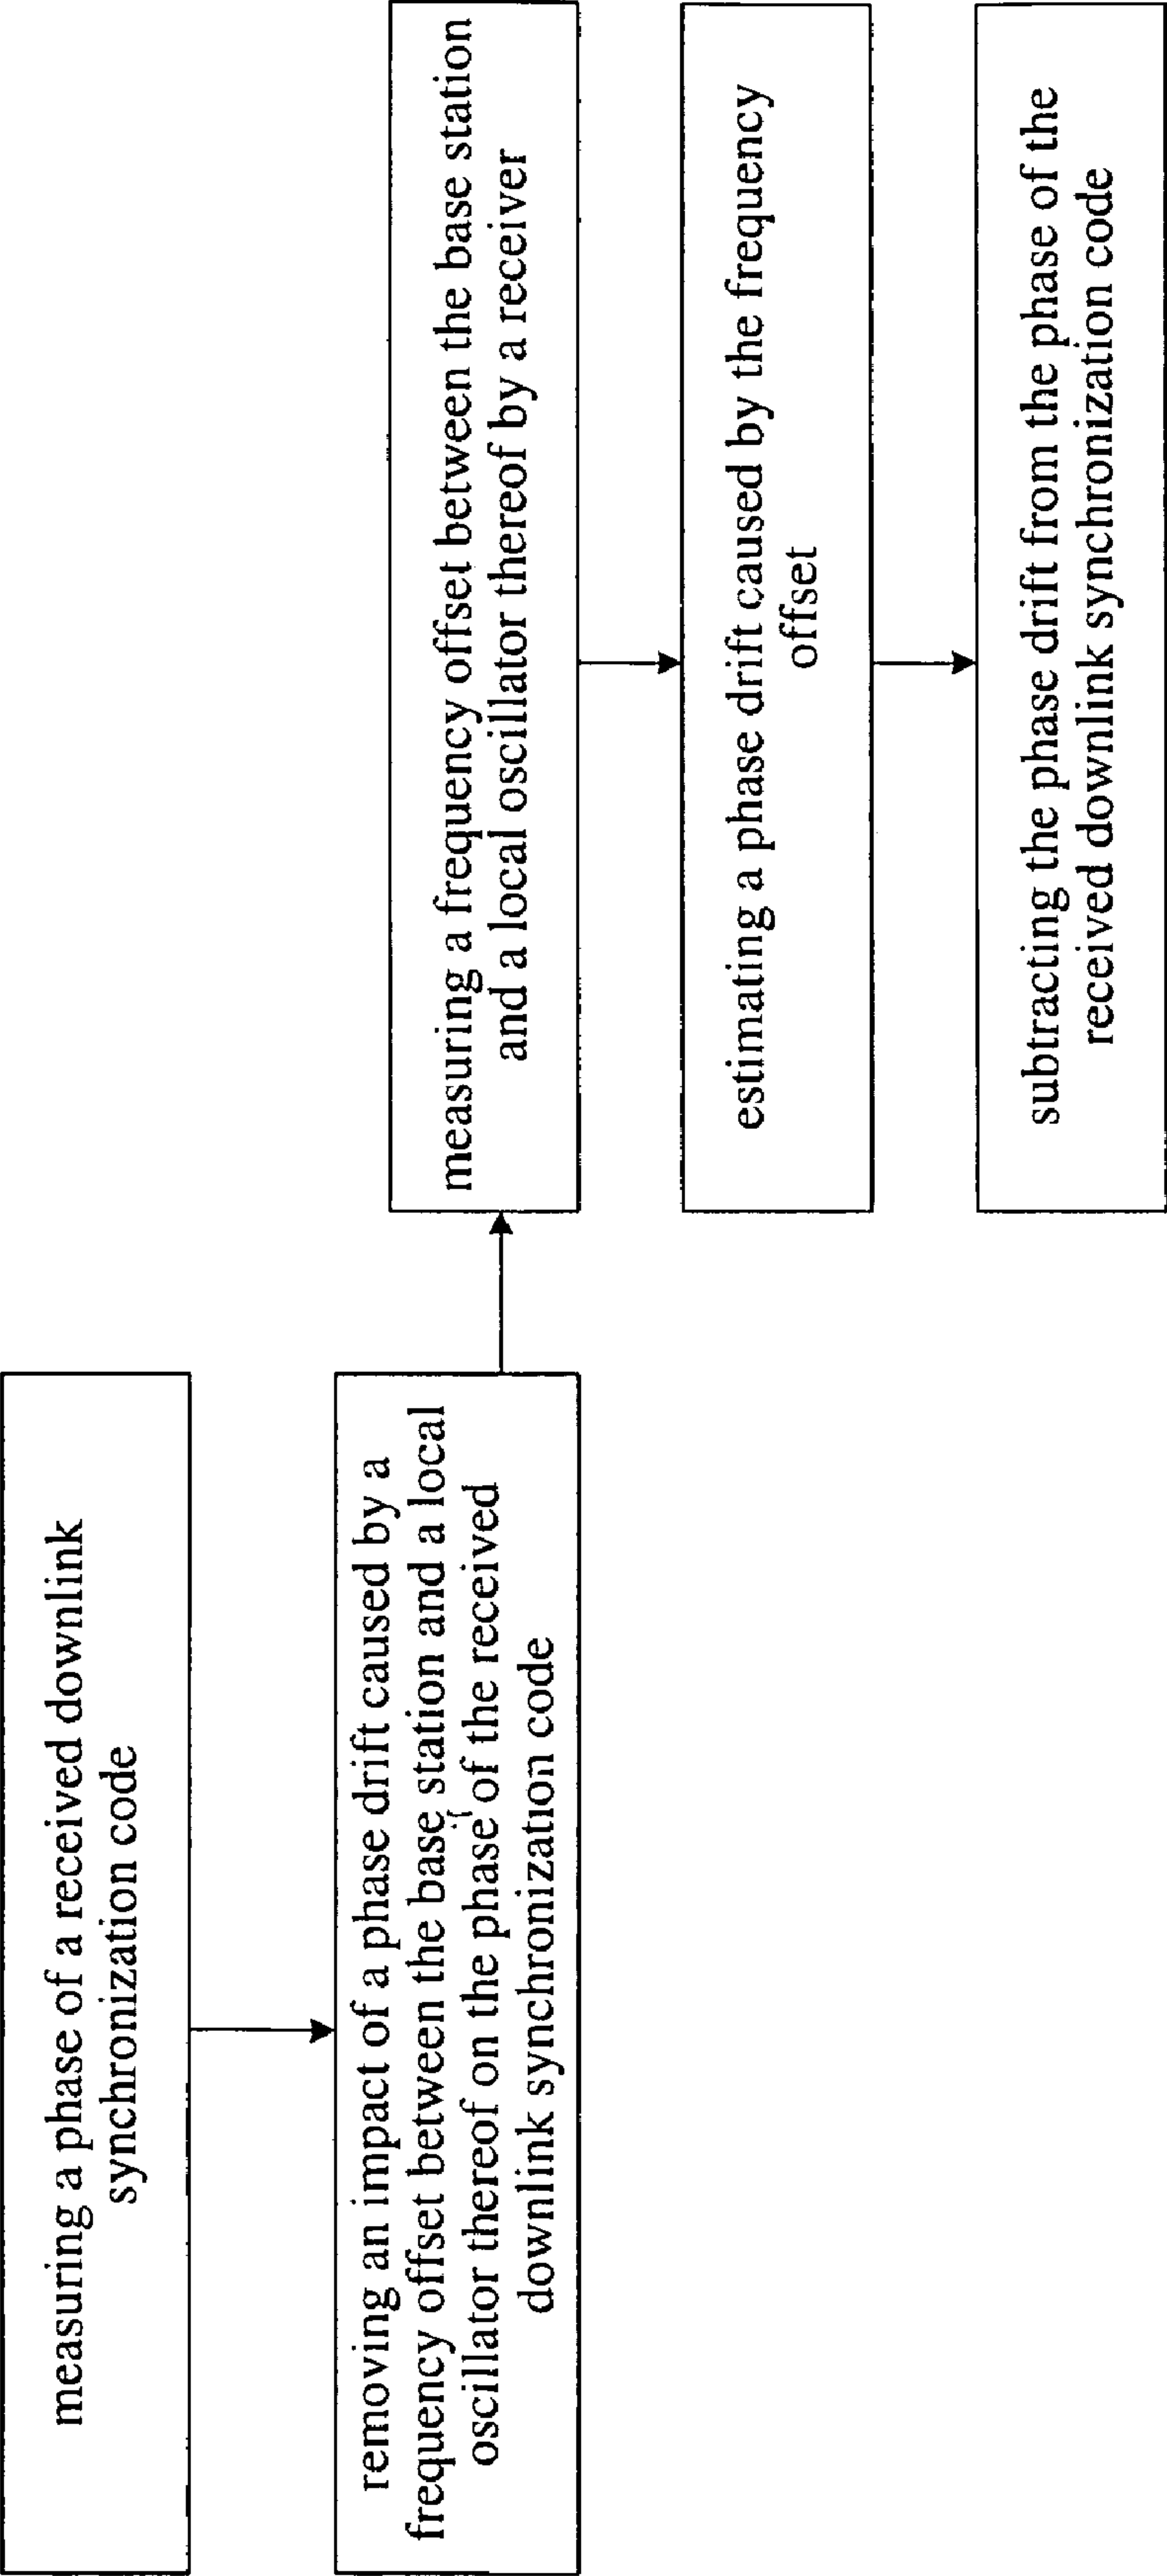 measuring a phase of a received downlink
synchronization code
removing an impact of a phase drift caused by a
frequency offset between the base station and a local
oscillator thereof on the phase of the received
downlink synchronization code
measuring a frequency offset between the base station
and a local oscillator thereof by a receiver
estimating a phase drift caused by the frequency
offset
subtracting the phase drift from the phase of the
received downlink synchronization code